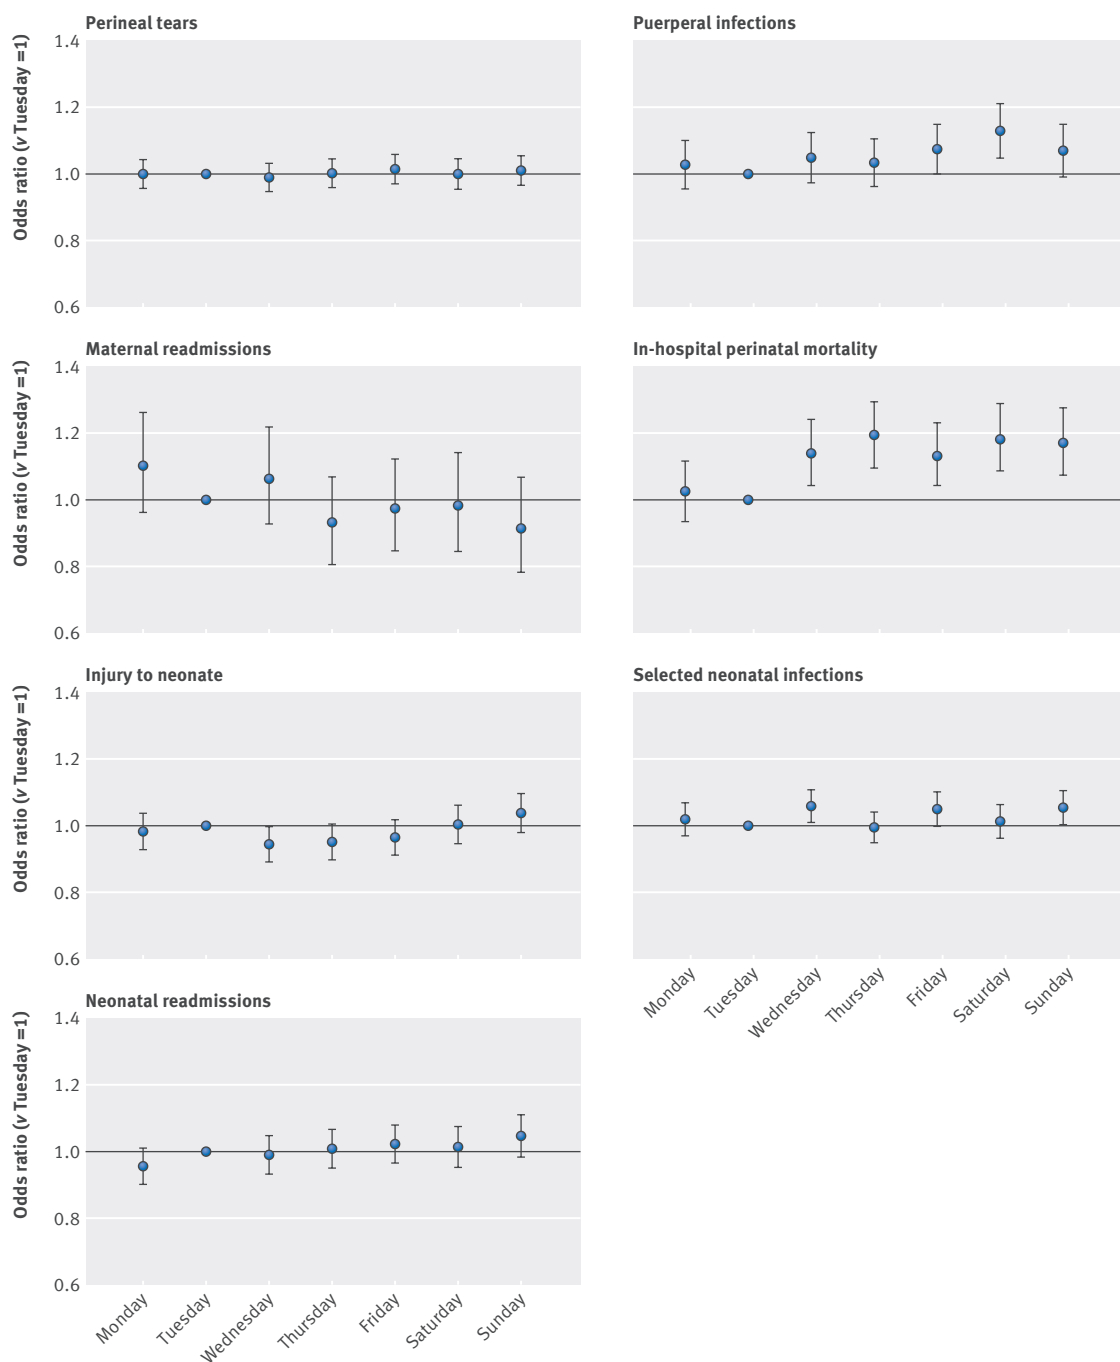 Perineal tears
Puerperal infections
Odds ratio (v Tuesday =1)
1.4
1.2
1.0
0.8
0.6
Maternal readmissions
In-hospital perinatal mortality
Odds ratio (v Tuesday =1)
1.4
1.2
1.0
0.8
0.6
Injury to neonate
Selected neonatal infections
Odds ratio (v Tuesday =1)
1.4
1.2
1.0
0.8
0.6
Monday
Tuesday
Wednesday
Thursday
Friday
Saturday
Sunday
Neonatal readmissions
Odds ratio (v Tuesday =1)
1.4
1.2
1.0
0.8
0.6
Monday
Tuesday
Wednesday
Thursday
Friday
Saturday
Sunday